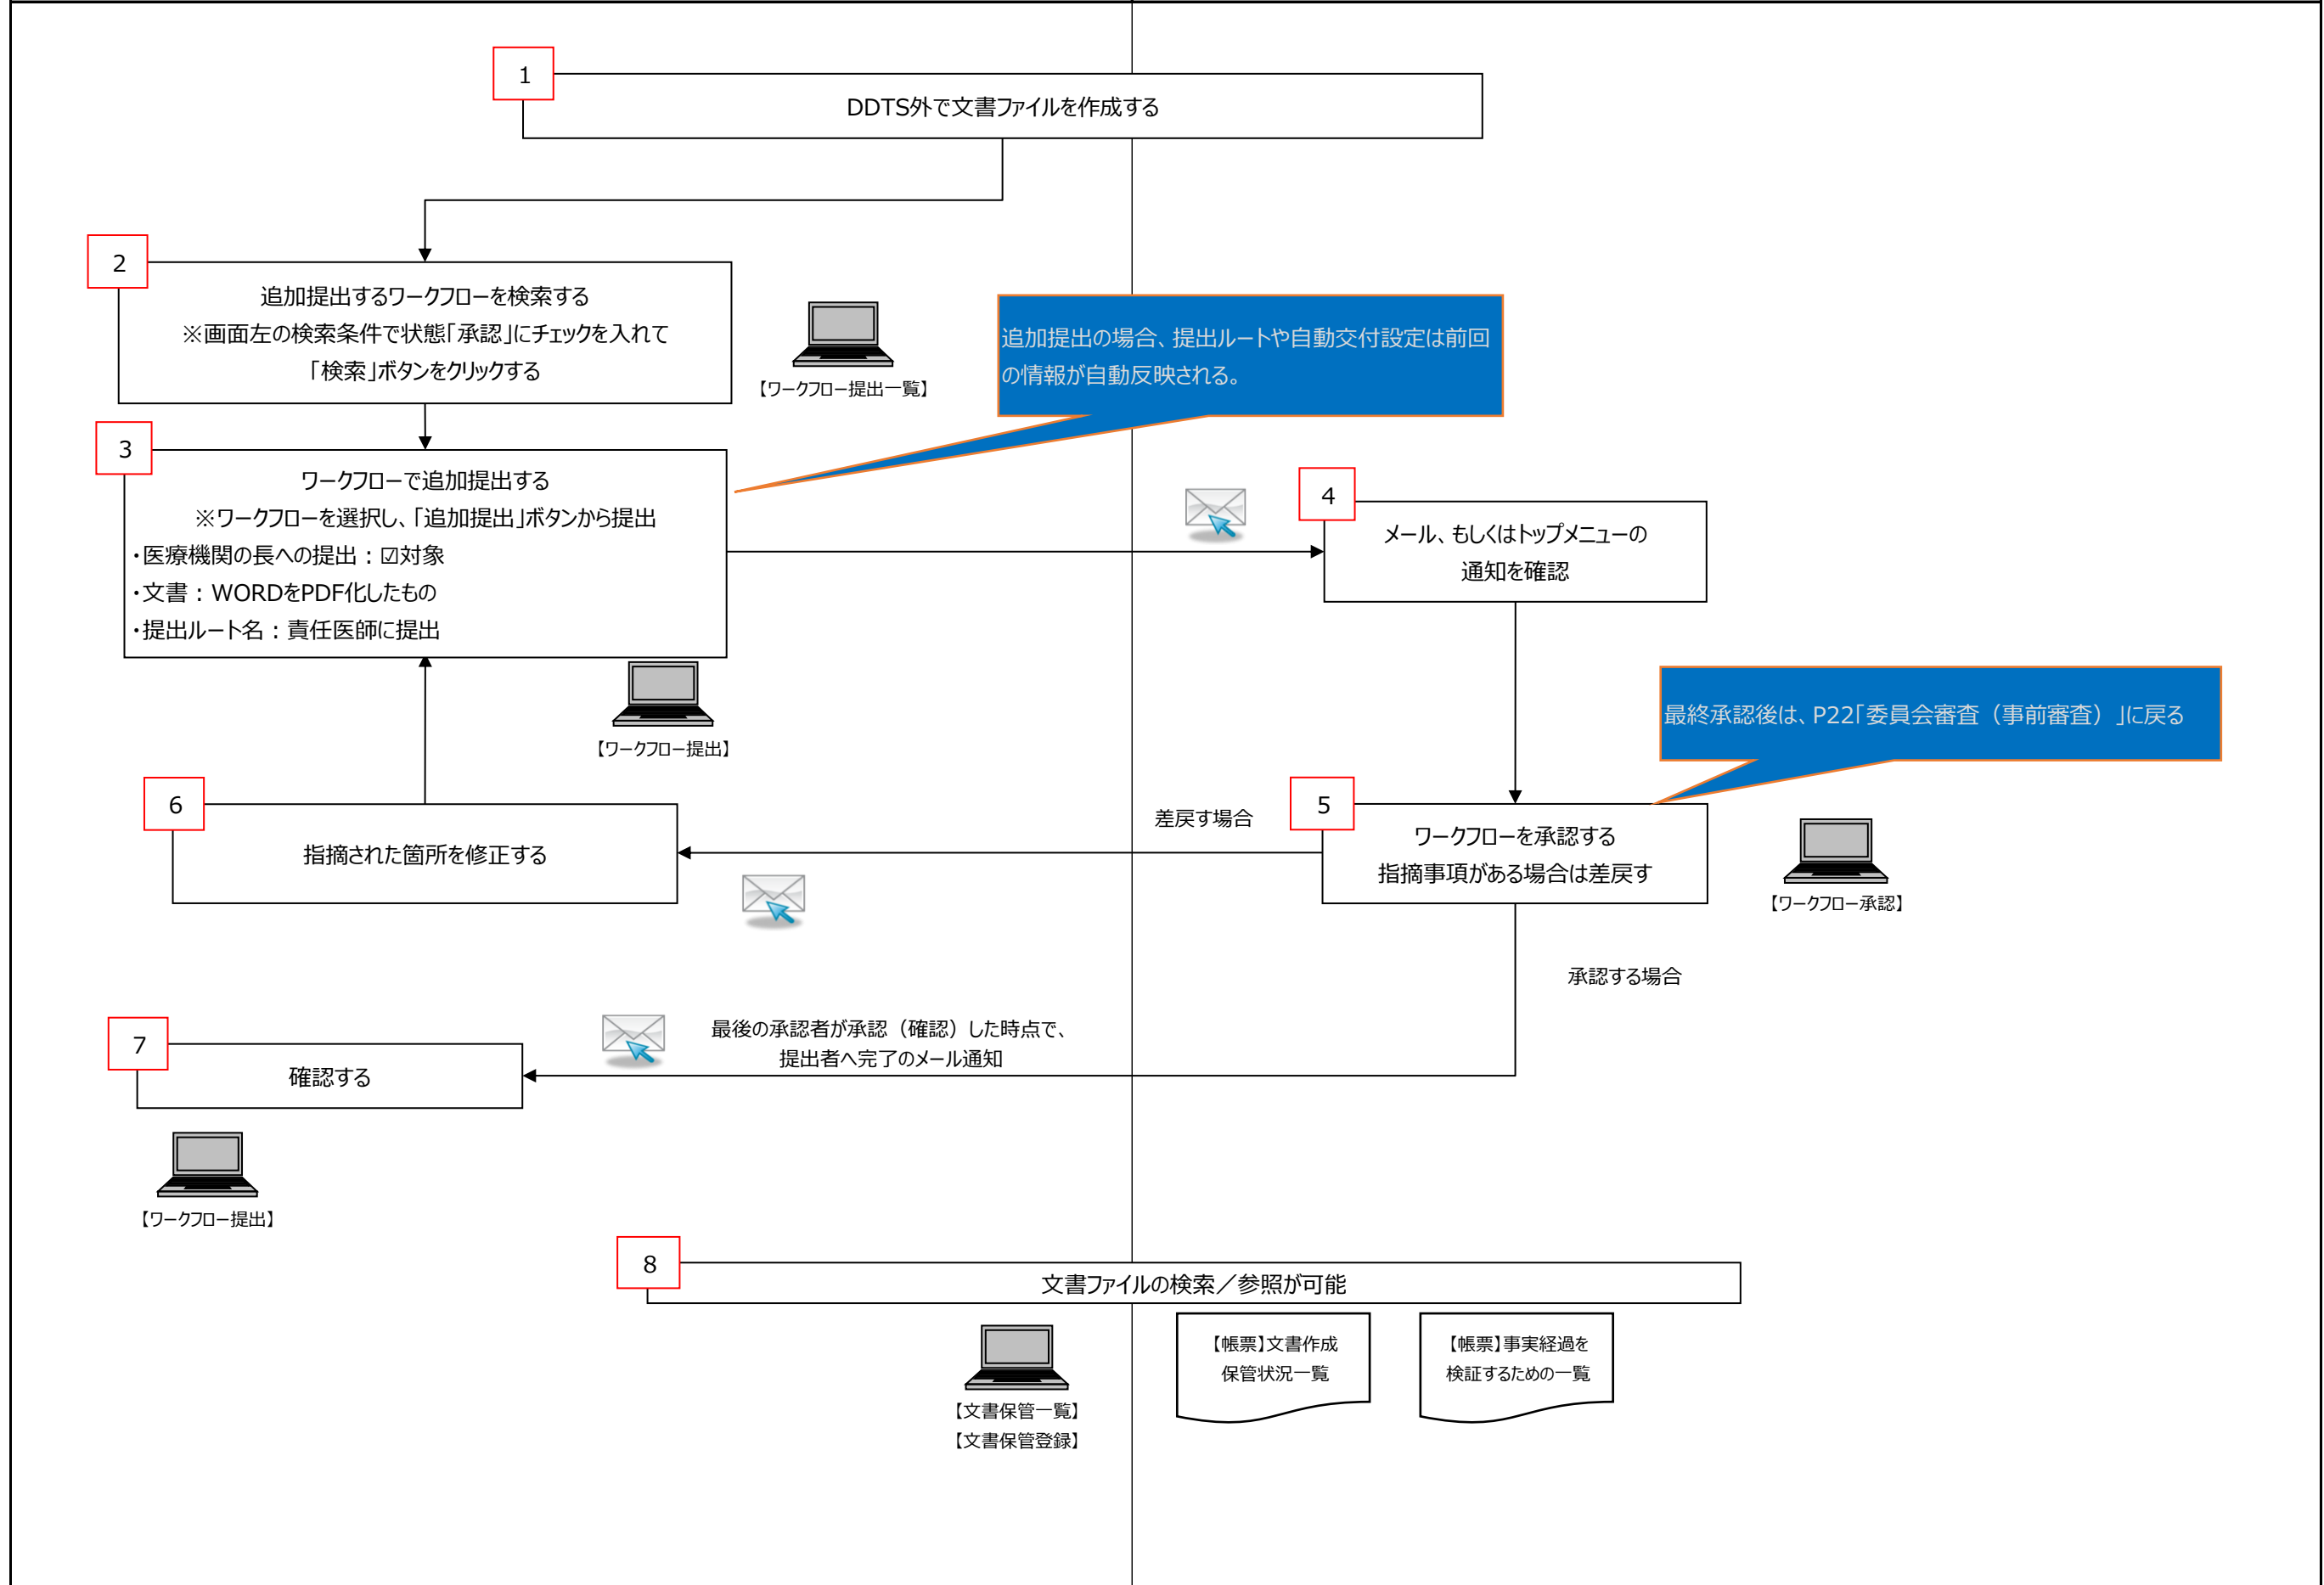 1
DDTS外で文書ファイルを作成する
2
追加提出するワークフローを検索する
※画面左の検索条件で状態「承認」にチェックを入れて
「検索」ボタンをクリックする
【ワークフロー提出一覧】
追加提出の場合、提出ルートや自動交付設定は前回
の情報が自動反映される。
3
ワークフローで追加提出する
※ワークフローを選択し、「追加提出」ボタンから提出
・医療機関の長への提出：☑対象
・文書：WORDをPDF化したもの
・提出ルート名：責任医師に提出
【ワークフロー提出】
4
メール、もしくはトップメニューの
通知を確認
最終承認後は、P22「委員会審査（事前審査）」に戻る
5
ワークフローを承認する
指摘事項がある場合は差戻す
【ワークフロー承認】
差戻す場合
6
指摘された箇所を修正する
承認する場合
最後の承認者が承認（確認）した時点で、
提出者へ完了のメール通知
7
確認する
【ワークフロー提出】
8
文書ファイルの検索／参照が可能
【文書保管一覧】
【文書保管登録】
【帳票】文書作成
保管状況一覧
【帳票】事実経過を
検証するための一覧